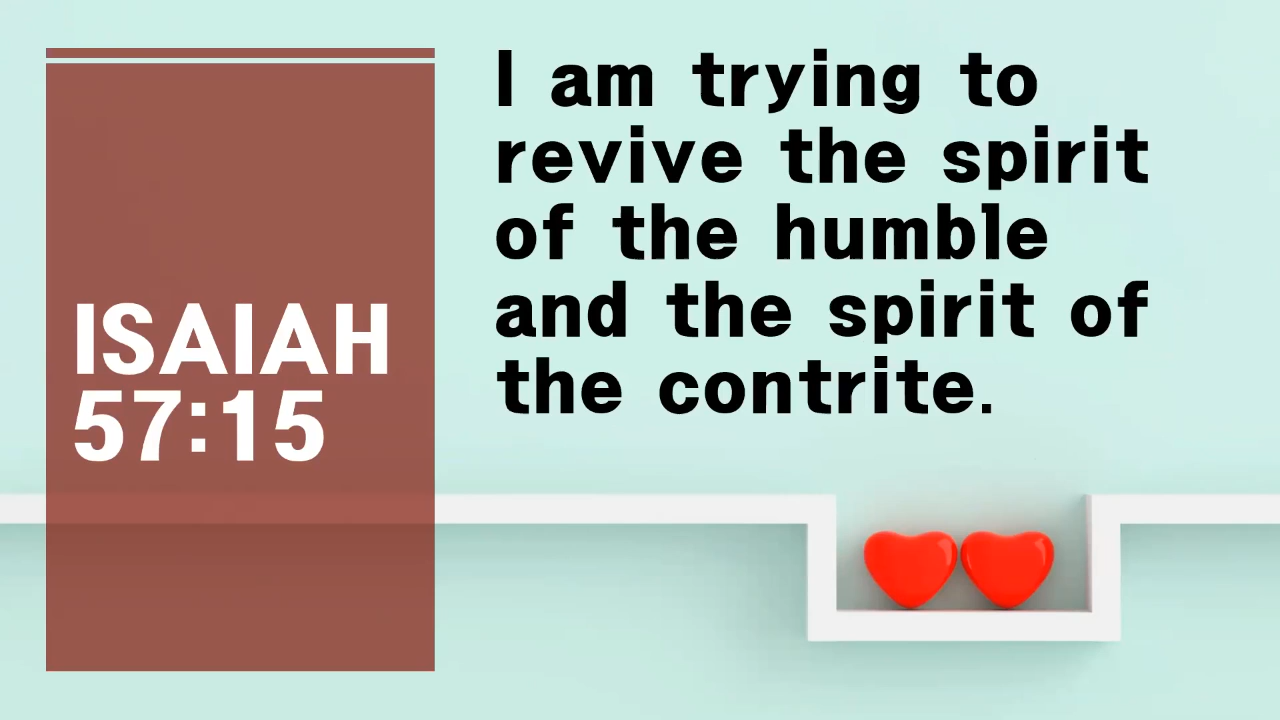 ISAIAH
57:15
I am trying to
revive the spirit
of the humble
and the spirit of
the contrite.